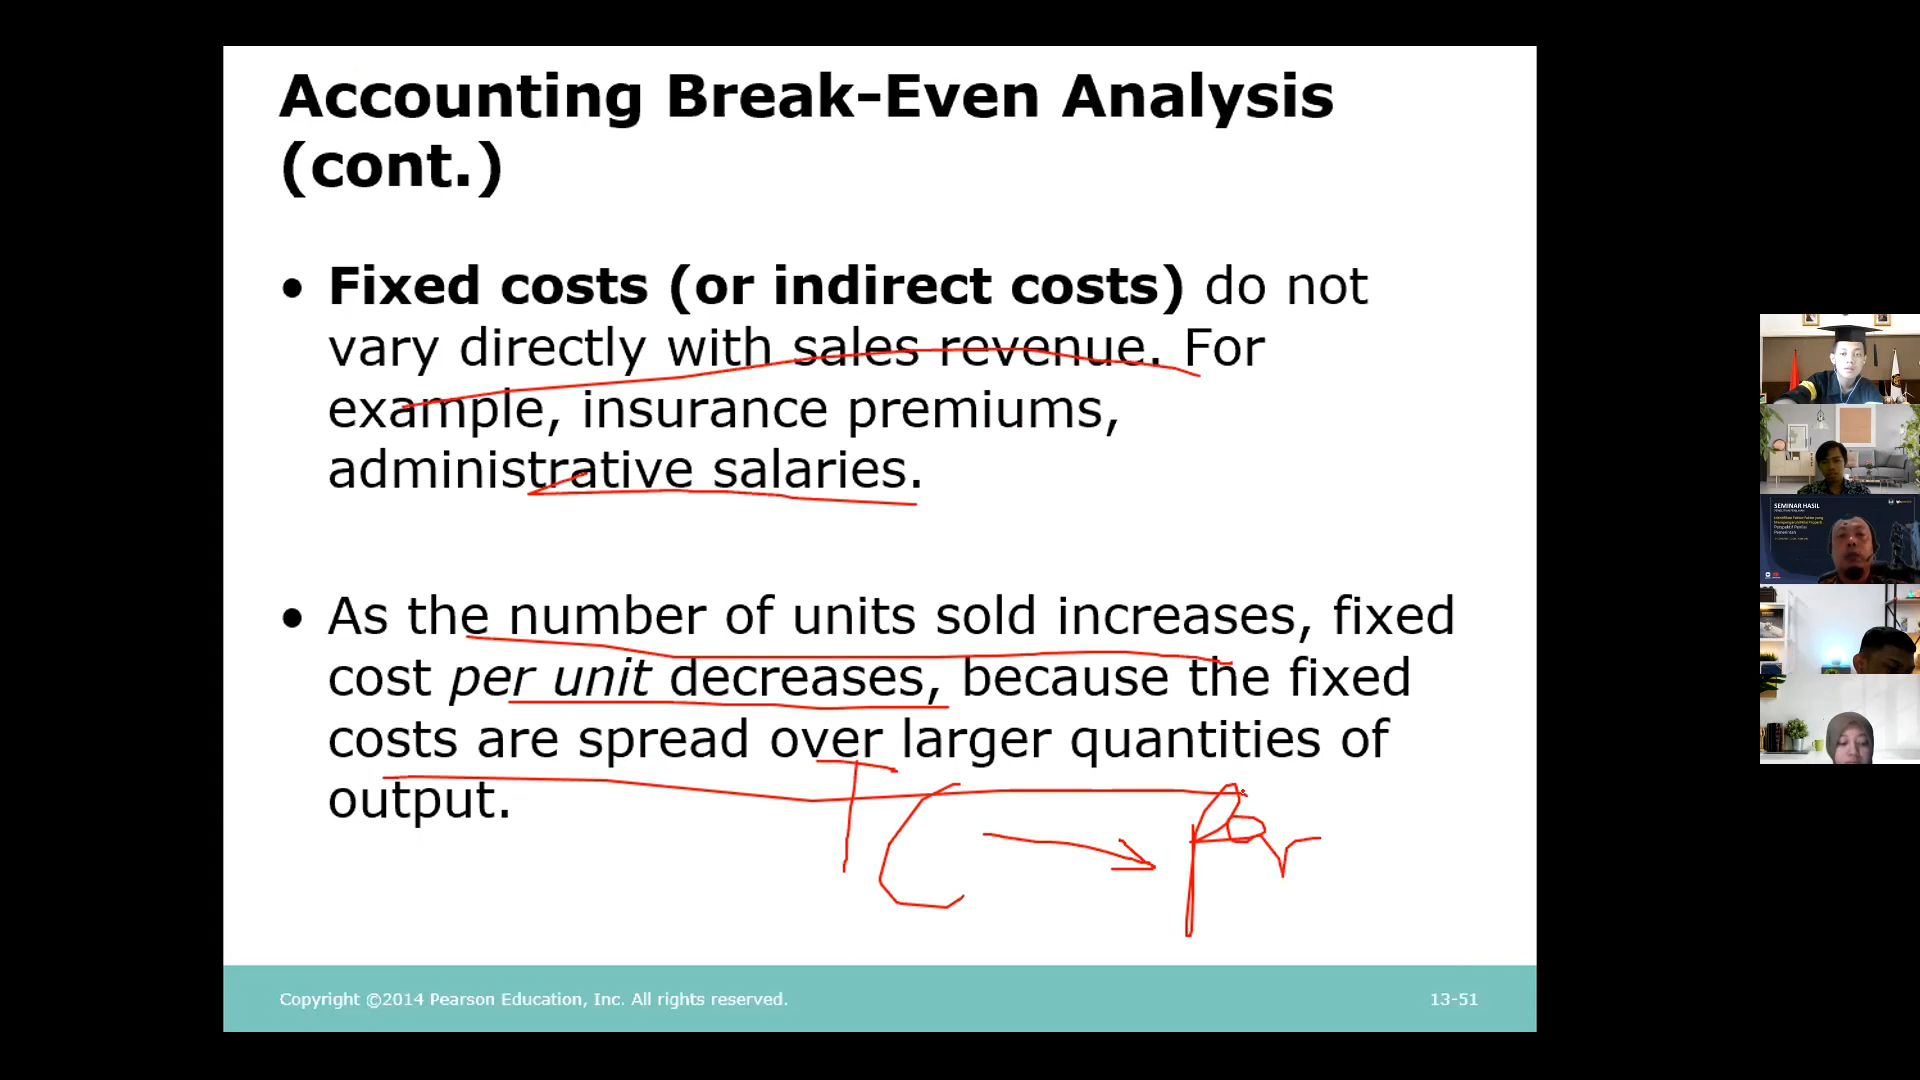 Accounting Break-Even Analysis
(cont.)
• Fixed costs (or indirect costs) do not
vary directly with sales revenue. For
example, insurance premiums,
administrative salaries.
• As the number of units sold increases, fixed
cost per unit decreases, because the fixed
costs are spread over larger quantities of
output.
TC →
Copyright ©2014 Pearson Education, Inc. All rights reserved.
13-51
SEMINAR HASIL